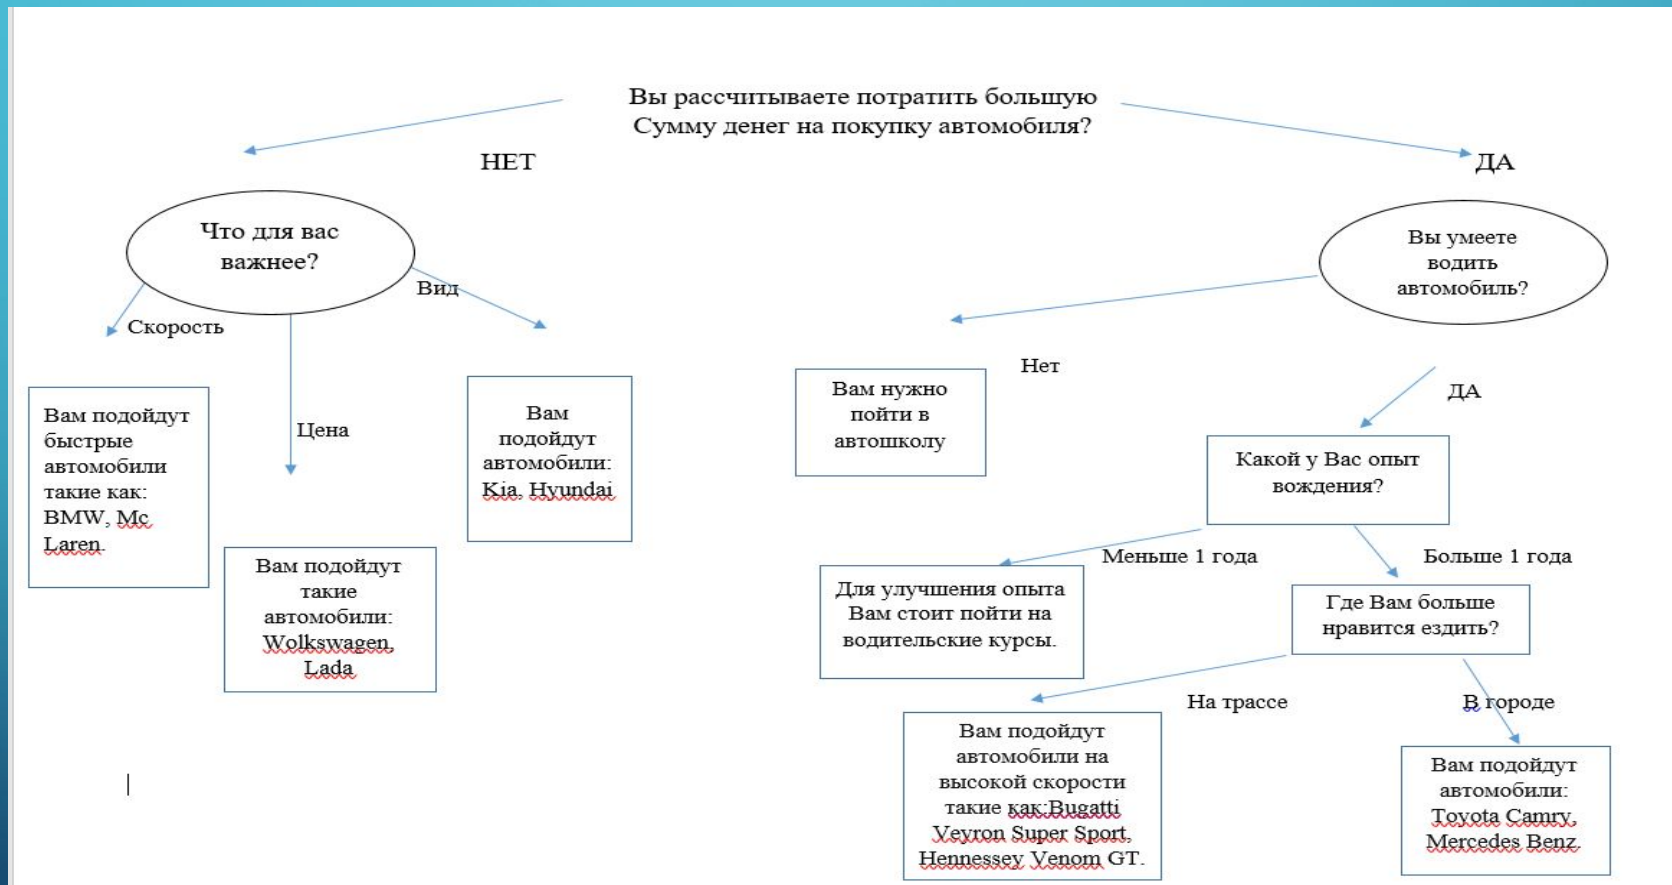 Вы рассчитываете потратить большую
Сумму денег на покупку автомобиля?
НЕТ
ДА
Что для вас
важнее?
Скорость
Цена
Вид
Вам подойдут
быстрые
автомобили
такие как:
BMW, Mc
Laren.
Вам подойдут
такие
автомобили:
Wolkswagen,
Lada
Вам
подойдут
автомобили:
Kia, Hyundai
Вы умеете
водить
автомобиль?
Нет
ДА
Вам нужно
пойти в
автошколу
Какой у Вас опыт
вождения?
Меньше 1 года
Больше 1 года
Для улучшения опыта
Вам стоит пойти на
водительские курсы.
Где Вам больше
нравится ездить?
На трассе
В городе
Вам подойдут
автомобили на
высокой скорости
такие как:Bugatti
Veyron Super Sport,
Hennessey Venom GT.
Вам подойдут
автомобили:
Toyota Camry,
Mercedes Benz.